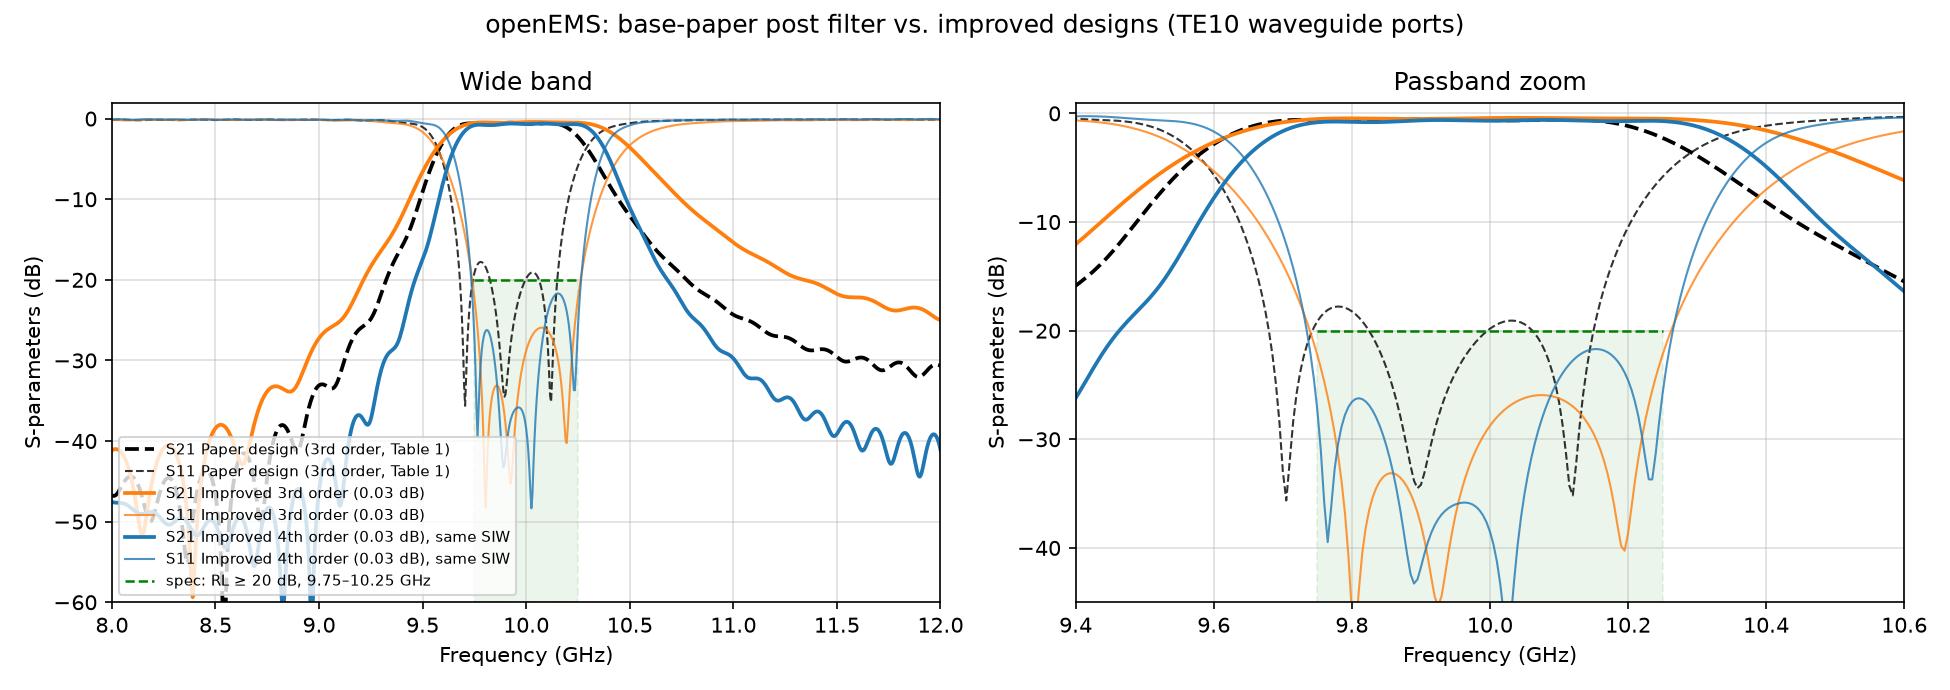 openEMS: base-paper post filter vs. improved designs (TE10 waveguide ports)
Wide band
S-parameters (dB)
0
−10
−20
−30
−40
−50
−60
S21 Paper design (3rd order, Table 1)
S11 Paper design (3rd order, Table 1)
S21 Improved 3rd order (0.03 dB)
S11 Improved 3rd order (0.03 dB)
S21 Improved 4th order (0.03 dB), same SIW
S11 Improved 4th order (0.03 dB), same SIW
spec: RL ≥ 20 dB, 9.75–10.25 GHz
8.0 8.5 9.0 9.5 10.0 10.5 11.0 11.5 12.0
Frequency (GHz)
Passband zoom
S-parameters (dB)
0
−10
−20
−30
−40
9.4 9.6 9.8 10.0 10.2 10.4 10.6
Frequency (GHz)